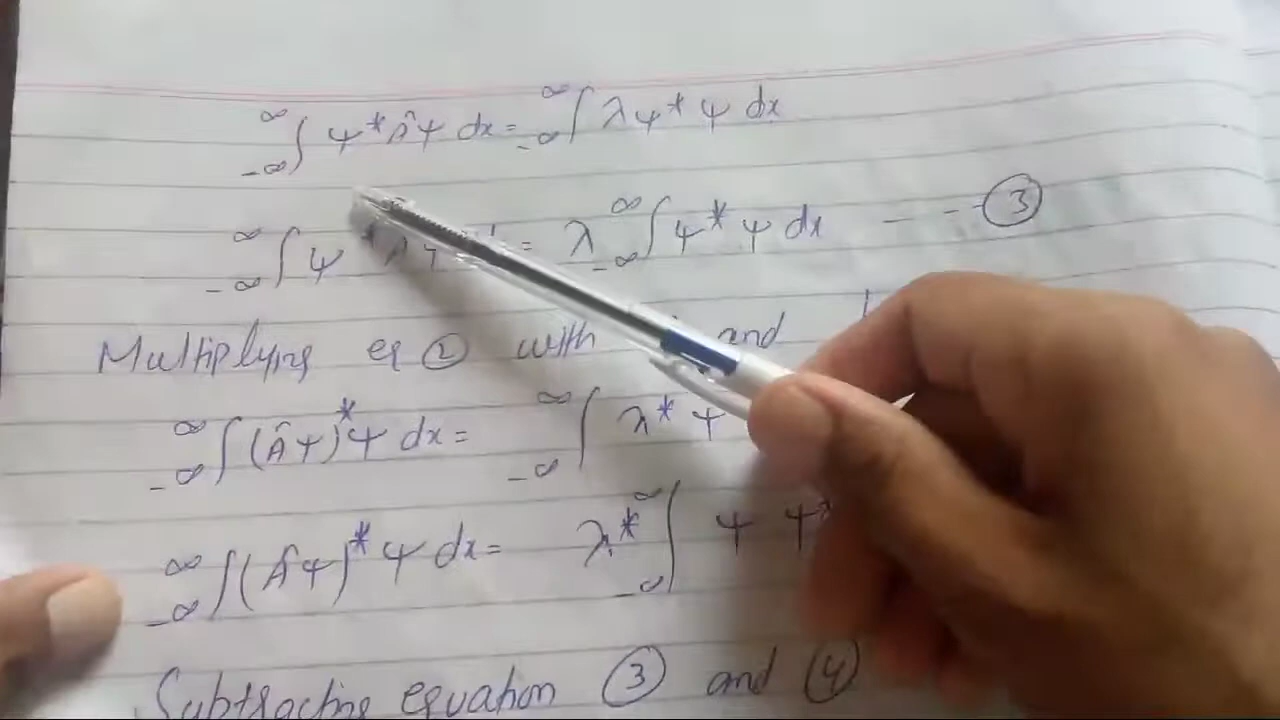 ∞∫-∞ ψ* Âψ dx = ∞∫-∞ λ ψ* ψ dx
∞∫-∞ ψ = λ ∞∫-∞ ψ* ψ dx - - - ③
Multiplying eq ② with and
∞∫-∞ (Âψ)* ψ dx = ∞∫-∞ λ* ψ
∞∫-∞ (Âψ)* ψ dx = λ* ∞∫-∞ ψ ψ*
Subtracting equation ③ and ④